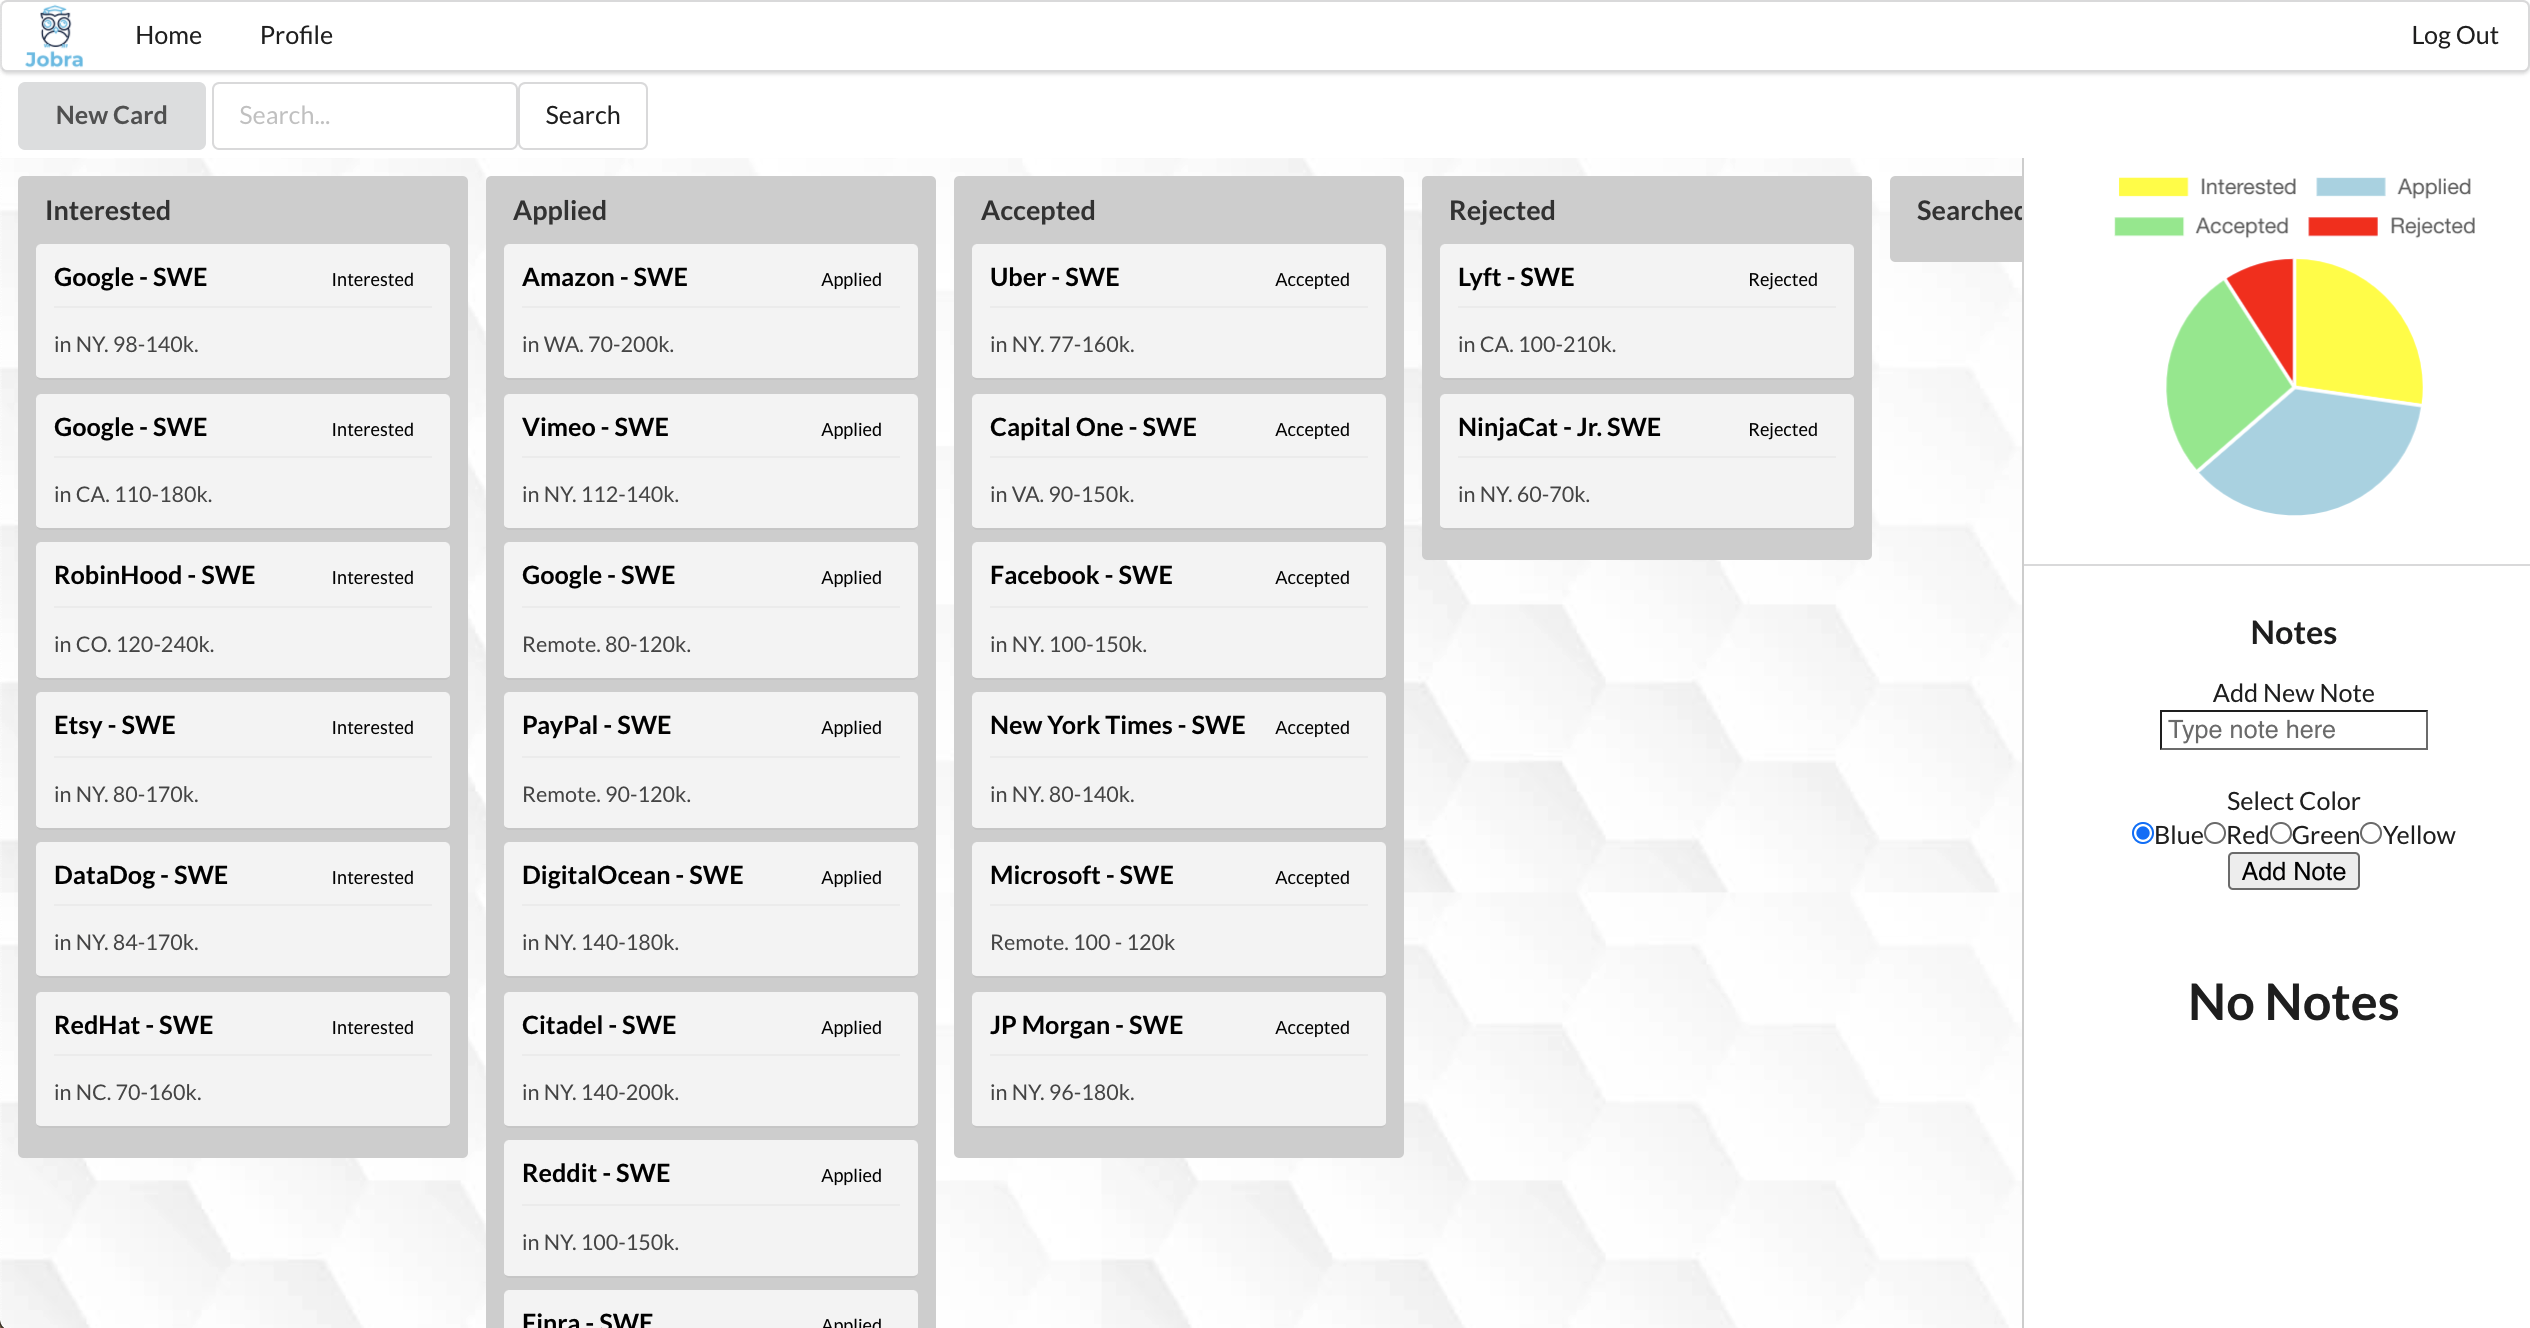 Jobra
Home
Profile
Log Out
New Card
Search...
Search
Interested
Google - SWE
Interested
in NY. 98-140k.
Google - SWE
Interested
in CA. 110-180k.
RobinHood - SWE
Interested
in CO. 120-240k.
Etsy - SWE
Interested
in NY. 80-170k.
DataDog - SWE
Interested
in NY. 84-170k.
RedHat - SWE
Interested
in NC. 70-160k.
Applied
Amazon - SWE
Applied
in WA. 70-200k.
Vimeo - SWE
Applied
in NY. 112-140k.
Google - SWE
Applied
Remote. 80-120k.
PayPal - SWE
Applied
Remote. 90-120k.
DigitalOcean - SWE
Applied
in NY. 140-180k.
Citadel - SWE
Applied
in NY. 140-200k.
Reddit - SWE
Applied
in NY. 100-150k.
Finra - SWE
Applied
Accepted
Uber - SWE
Accepted
in NY. 77-160k.
Capital One - SWE
Accepted
in VA. 90-150k.
Facebook - SWE
Accepted
in NY. 100-150k.
New York Times - SWE
Accepted
in NY. 80-140k.
Microsoft - SWE
Accepted
Remote. 100 - 120k
JP Morgan - SWE
Accepted
in NY. 96-180k.
Rejected
Lyft - SWE
Rejected
in CA. 100-210k.
NinjaCat - Jr. SWE
Rejected
in NY. 60-70k.
Searched
Interested
Applied
Accepted
Rejected
Notes
Add New Note
Type note here
Select Color
Blue Red Green Yellow
Add Note
No Notes